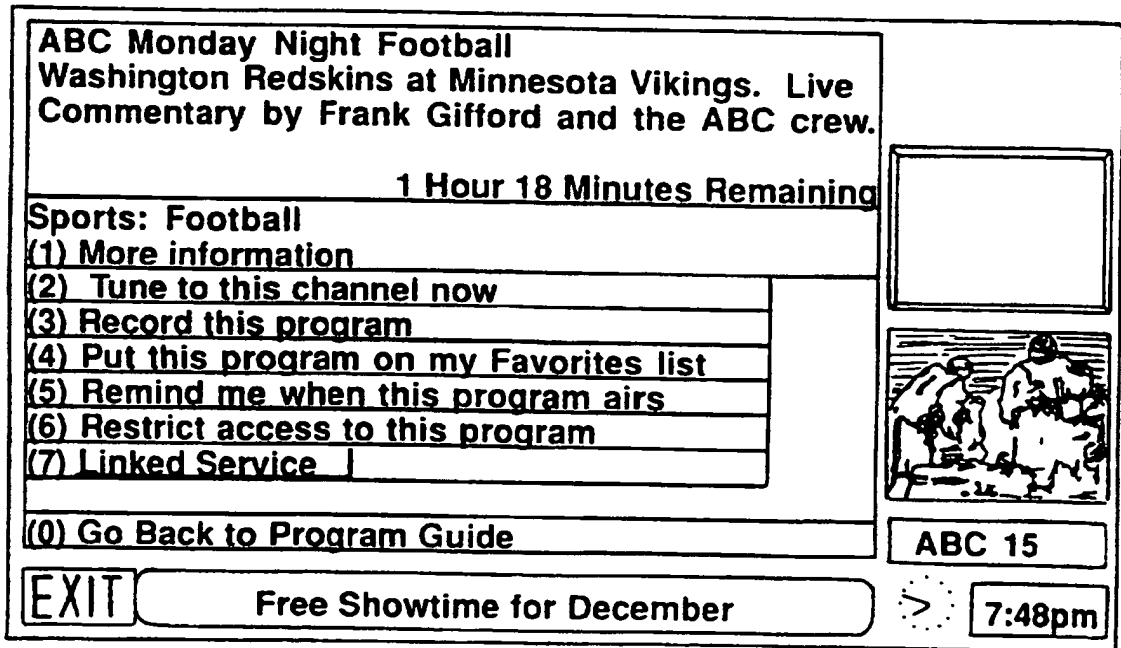 ABC Monday Night Football
Washington Redskins at Minnesota Vikings. Live
Commentary by Frank Gifford and the ABC crew.
1 Hour 18 Minutes Remaining
Sports: Football
(1) More information
(2) Tune to this channel now
(3) Record this program
(4) Put this program on my Favorites list
(5) Remind me when this program airs
(6) Restrict access to this program
(7) Linked Service
(0) Go Back to Program Guide
ABC 15
EXIT
Free Showtime for December
7:48pm